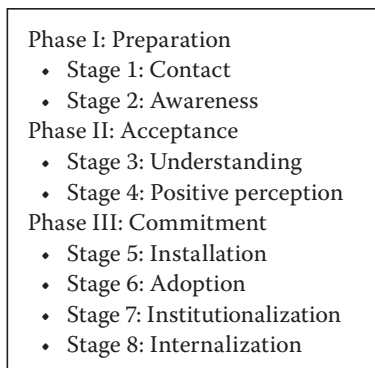 Phase I: Preparation
• Stage 1: Contact
• Stage 2: Awareness
Phase II: Acceptance
• Stage 3: Understanding
• Stage 4: Positive perception
Phase III: Commitment
• Stage 5: Installation
• Stage 6: Adoption
• Stage 7: Institutionalization
• Stage 8: Internalization